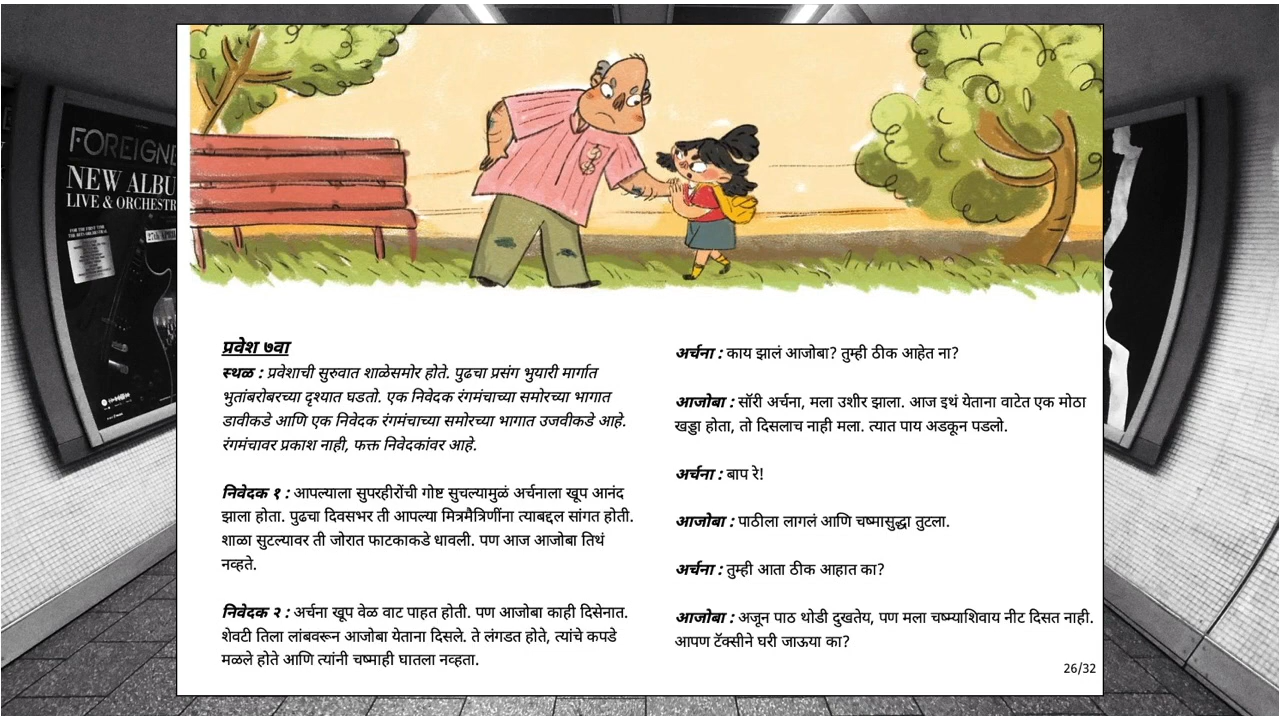 FOREIGNE
NEW ALBU
LIVE & ORCHESTR
प्रवेश ७वा
स्थळ : प्रवेशाची सुरुवात शाळेसमोर होते. पुढचा प्रसंग भुयारी मार्गात
भुतांबरोबरच्या दृश्यात घडतो. एक निवेदक रंगमंचाच्या समोरच्या भागात
डावीकडे आणि एक निवेदक रंगमंचाच्या समोरच्या भागात उजवीकडे आहे.
रंगमंचावर प्रकाश नाही, फक्त निवेदकांवर आहे.
निवेदक १ : आपल्याला सुपरहीरोंची गोष्ट सुचल्यामुळं अर्चनाला खूप आनंद
झाला होता. पुढचा दिवसभर ती आपल्या मित्रमैत्रिणींना त्याबद्दल सांगत होती.
शाळा सुटल्यावर ती जोरात फाटकाकडे धावली. पण आज आजोबा तिथं
नव्हते.
निवेदक २ : अर्चना खूप वेळ वाट पाहत होती. पण आजोबा काही दिसेनात.
शेवटी तिला लांबवरून आजोबा येताना दिसले. ते लंगडत होते, त्यांचे कपडे
मळले होते आणि त्यांनी चष्माही घातला नव्हता.
अर्चना : काय झालं आजोबा? तुम्ही ठीक आहेत ना?
आजोबा : सॉरी अर्चना, मला उशीर झाला. आज इथं येताना वाटेत एक मोठा
खड्डा होता, तो दिसलाच नाही मला. त्यात पाय अडकून पडलो.
अर्चना : बाप रे!
आजोबा : पाठीला लागलं आणि चष्मासुद्धा तुटला.
अर्चना : तुम्ही आता ठीक आहात का?
आजोबा : अजून पाठ थोडी दुखतेय, पण मला चष्म्याशिवाय नीट दिसत नाही.
आपण टॅक्सीने घरी जाऊया का?
26/32